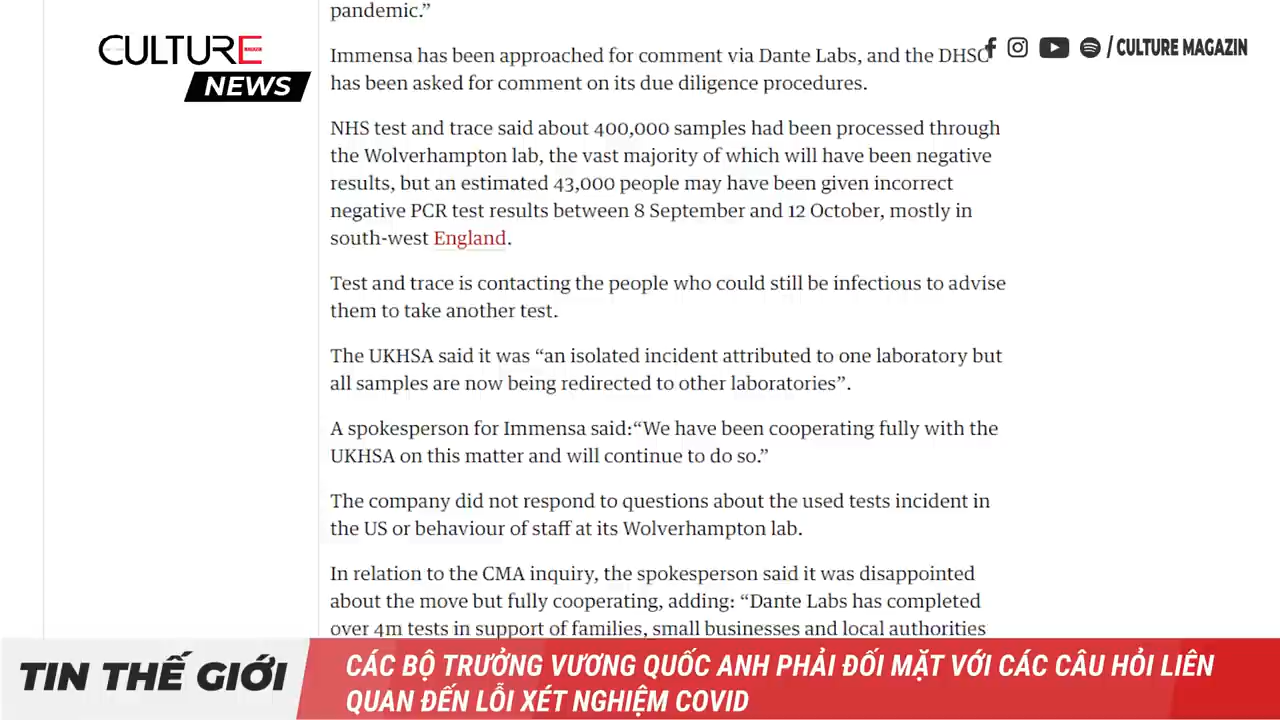 pandemic.”
CULTURE
NEWS
/ CULTURE MAGAZIN
Immensa has been approached for comment via Dante Labs, and the DHSC
has been asked for comment on its due diligence procedures.
NHS test and trace said about 400,000 samples had been processed through
the Wolverhampton lab, the vast majority of which will have been negative
results, but an estimated 43,000 people may have been given incorrect
negative PCR test results between 8 September and 12 October, mostly in
south-west England.
Test and trace is contacting the people who could still be infectious to advise
them to take another test.
The UKHSA said it was “an isolated incident attributed to one laboratory but
all samples are now being redirected to other laboratories”.
A spokesperson for Immensa said:“We have been cooperating fully with the
UKHSA on this matter and will continue to do so.”
The company did not respond to questions about the used tests incident in
the US or behaviour of staff at its Wolverhampton lab.
In relation to the CMA inquiry, the spokesperson said it was disappointed
about the move but fully cooperating, adding: “Dante Labs has completed
over 4m tests in support of families, small businesses and local authorities
TIN THẾ GIỚI
CÁC BỘ TRƯỞNG VƯƠNG QUỐC ANH PHẢI ĐỐI MẶT VỚI CÁC CÂU HỎI LIÊN
QUAN ĐẾN LỖI XÉT NGHIỆM COVID